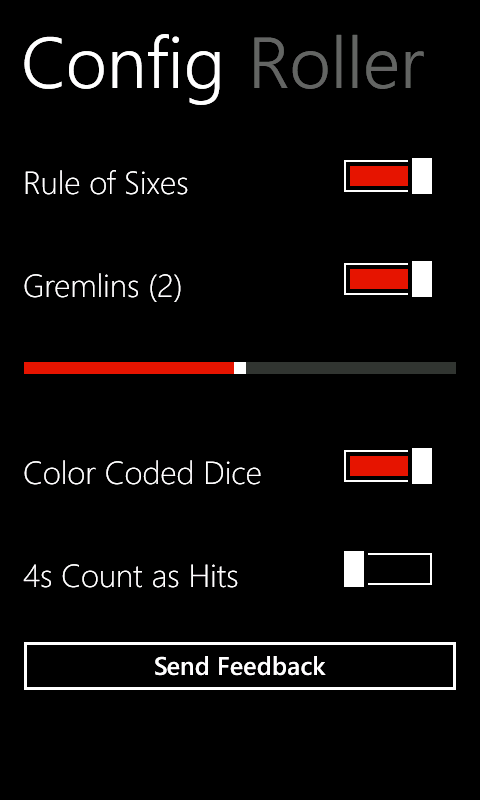 Config Roller
Rule of Sixes
Gremlins (2)
Color Coded Dice
4s Count as Hits
Send Feedback